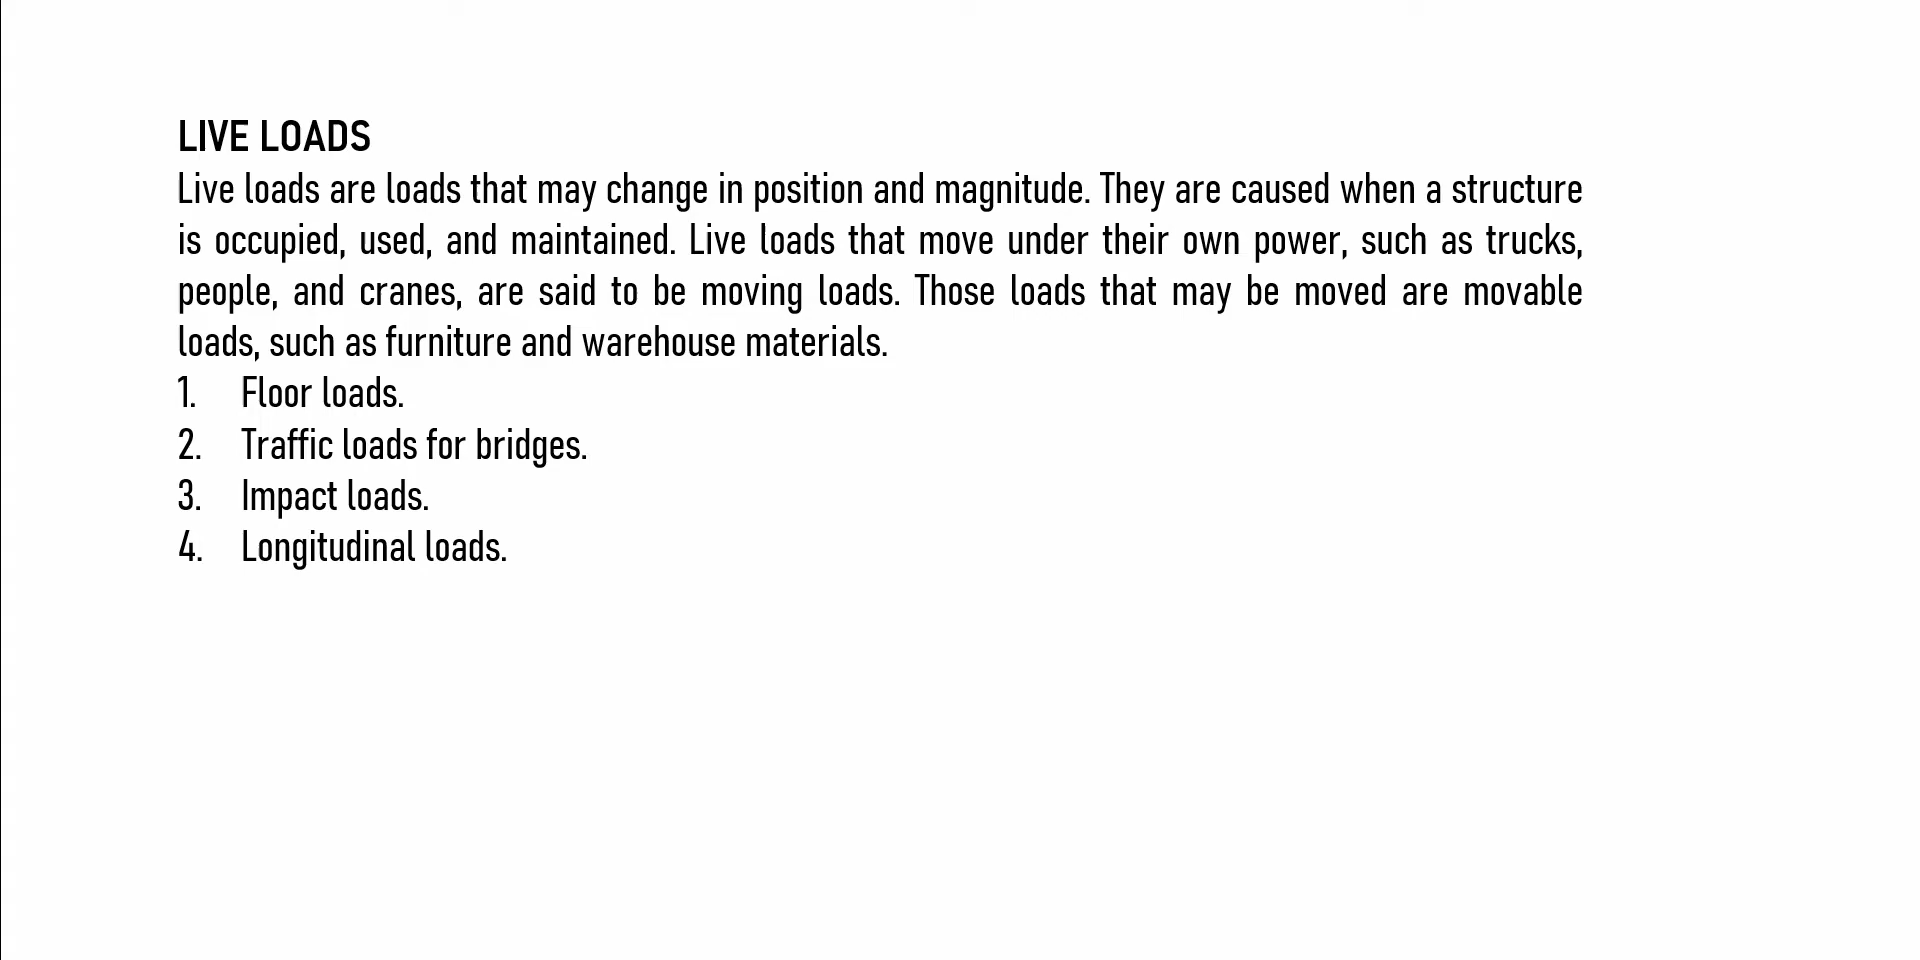 LIVE LOADS
Live loads are loads that may change in position and magnitude. They are caused when a structure
is occupied, used, and maintained. Live loads that move under their own power, such as trucks,
people, and cranes, are said to be moving loads. Those loads that may be moved are movable
loads, such as furniture and warehouse materials.
1. Floor loads.
2. Traffic loads for bridges.
3. Impact loads.
4. Longitudinal loads.